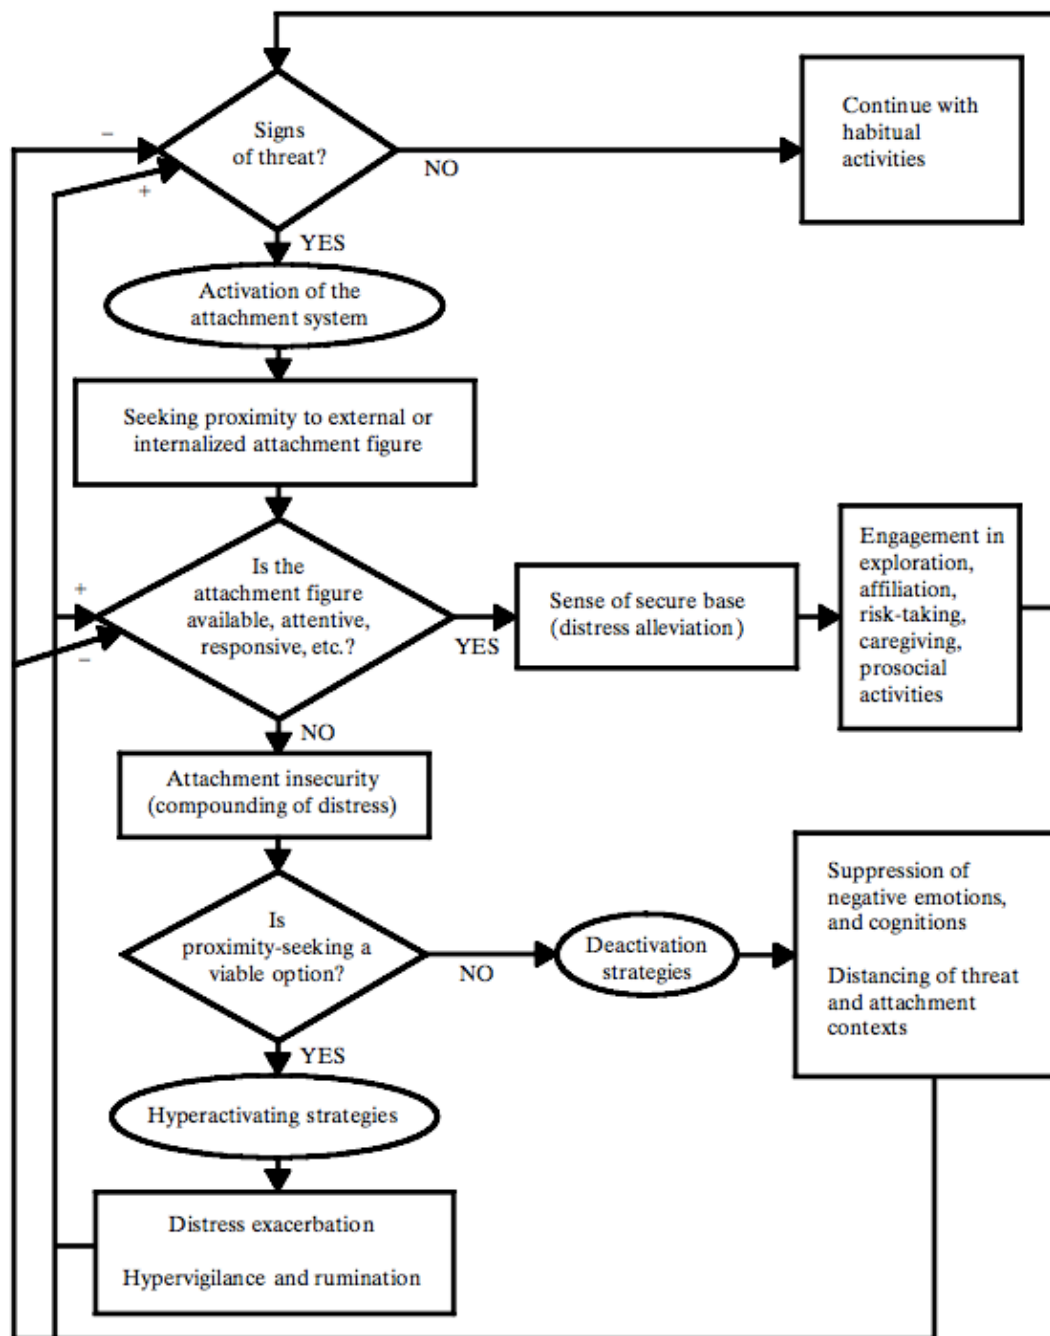 Signs
of threat?
NO
Continue with
habitual
activities
–
+
YES
Activation of the
attachment system
Seeking proximity to external or
internalized attachment figure
Is the
attachment figure
available, attentive,
responsive, etc.?
+
–
YES
Sense of secure base
(distress alleviation)
Engagement in
exploration,
affiliation,
risk-taking,
caregiving,
prosocial
activities
NO
Attachment insecurity
(compounding of distress)
Is
proximity-seeking a
viable option?
NO
Deactivation
strategies
Suppression of
negative emotions,
and cognitions
Distancing of threat
and attachment
contexts
YES
Hyperactivating strategies
Distress exacerbation
Hypervigilance and rumination